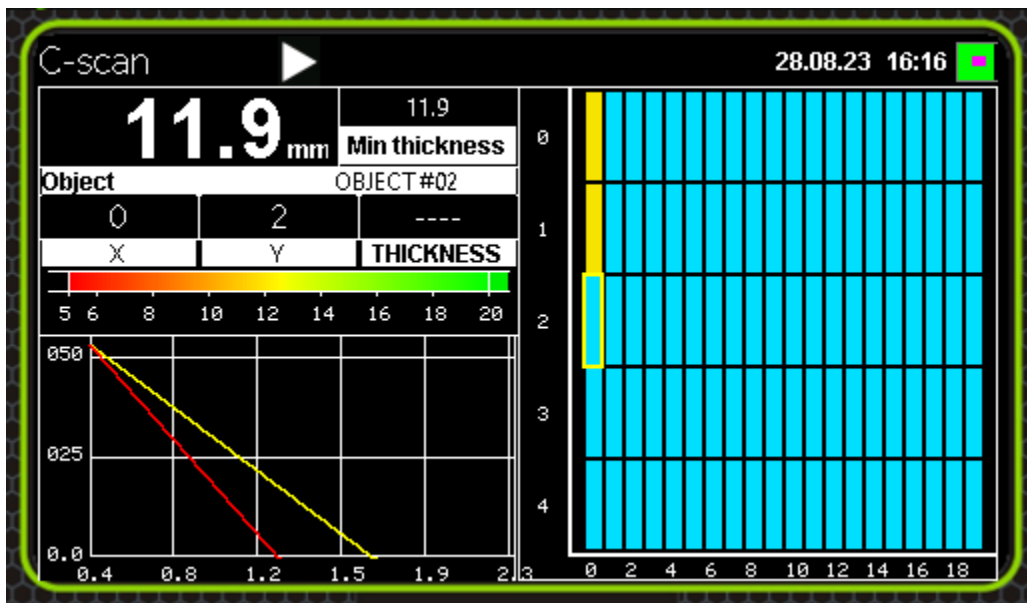 C-scan 28.08.23 16:16
11.9 mm
11.9
Min thickness
Object OBJECT#02
0 2 ----
X Y THICKNESS
5 6 8 10 12 14 16 18 20
050
025
0.0
0.4 0.8 1.2 1.5 1.9 2.3
0
1
2
3
4
0 2 4 6 8 10 12 14 16 18